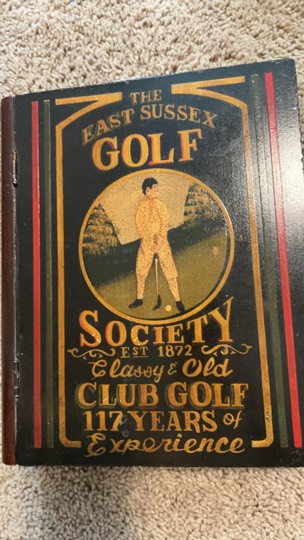 THE
EAST SUSSEX
GOLF
SOCIETY
EST 1872
Classy & Old
CLUB GOLF
117 YEARS of
Experience